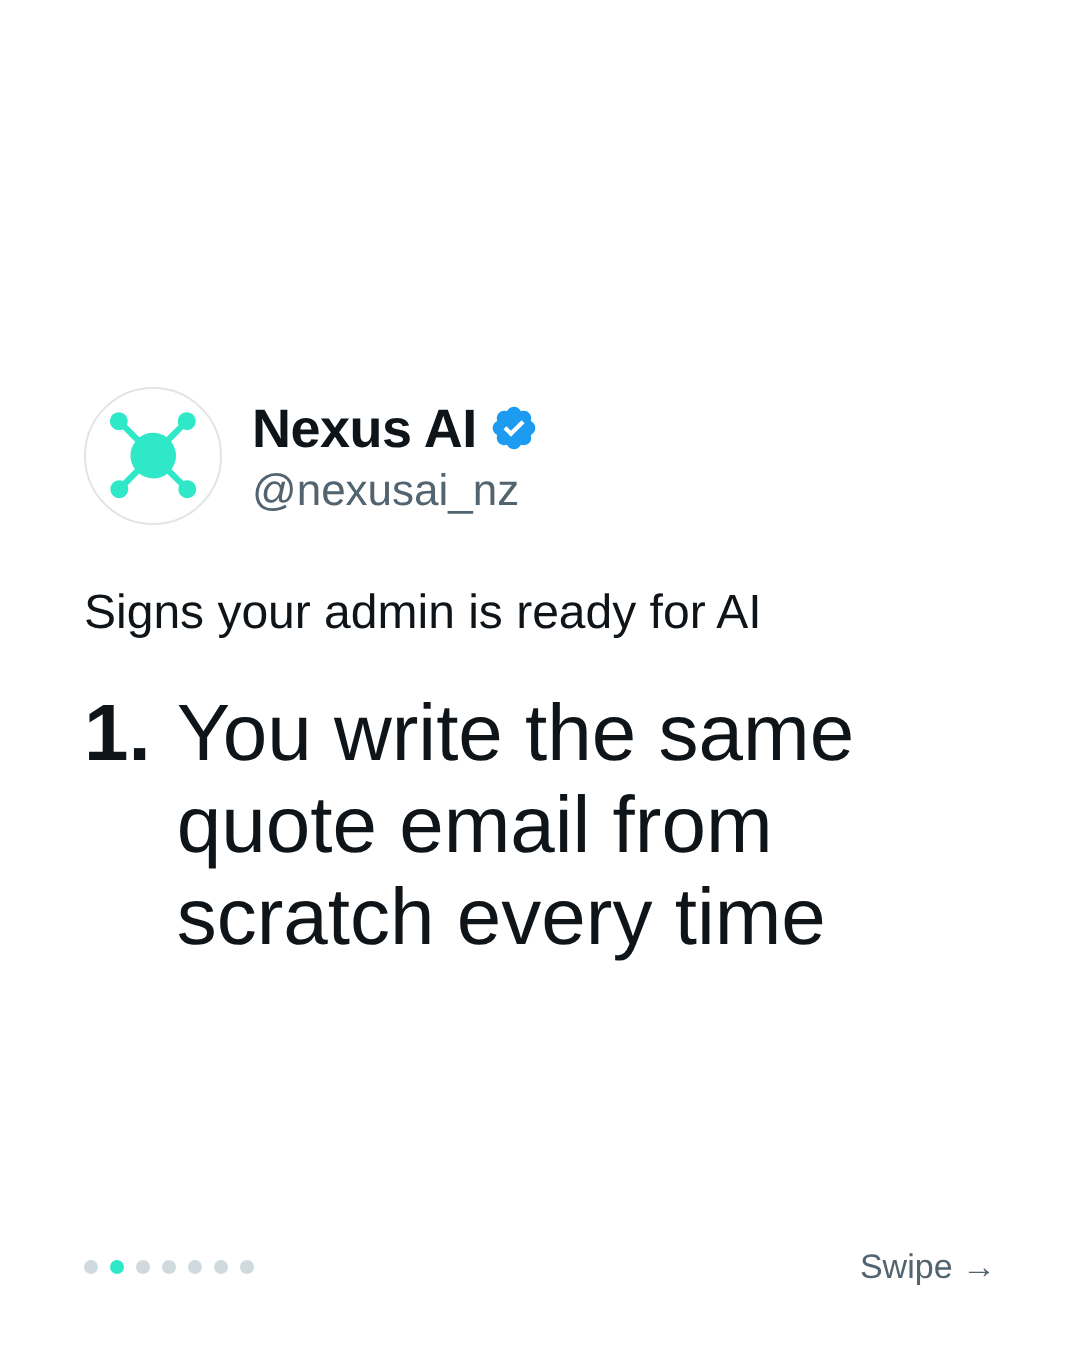 Nexus AI
@nexusai_nz
Signs your admin is ready for AI
1. You write the same
quote email from
scratch every time
Swipe →